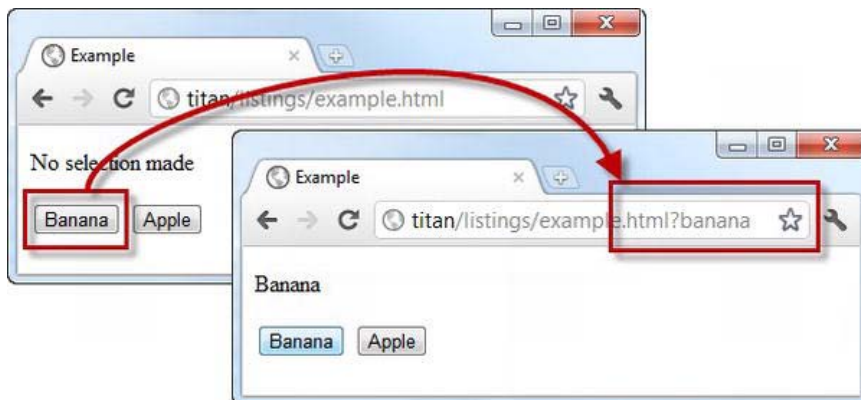 Example
titan/listings/example.html
No selection made
Banana Apple
Example
titan/listings/example.html?banana
Banana
Banana Apple